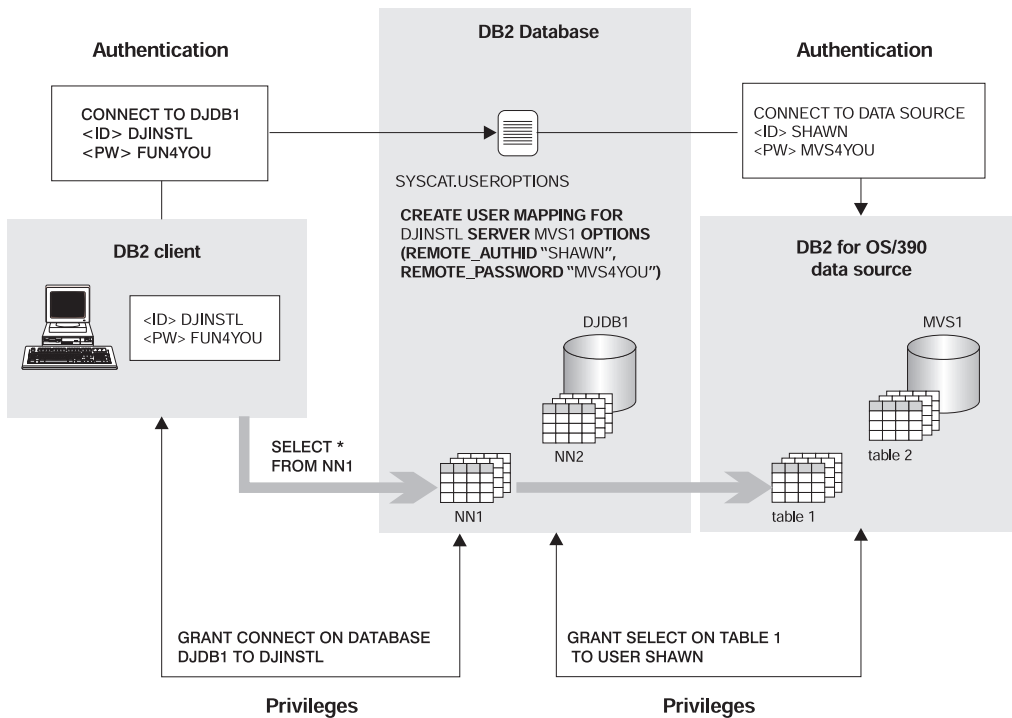 Authentication
CONNECT TO DJDB1
<ID> DJINSTL
<PW> FUN4YOU
DB2 client
<ID> DJINSTL
<PW> FUN4YOU
SELECT *
FROM NN1
DB2 Database
SYSCAT.USEROPTIONS
CREATE USER MAPPING FOR
DJINSTL SERVER MVS1 OPTIONS
(REMOTE_AUTHID “SHAWN”,
REMOTE_PASSWORD “MVS4YOU”)
DJDB1
NN2
NN1
Authentication
CONNECT TO DATA SOURCE
<ID> SHAWN
<PW> MVS4YOU
DB2 for OS/390
data source
MVS1
table 2
table 1
GRANT CONNECT ON DATABASE
DJDB1 TO DJINSTL
Privileges
GRANT SELECT ON TABLE 1
TO USER SHAWN
Privileges